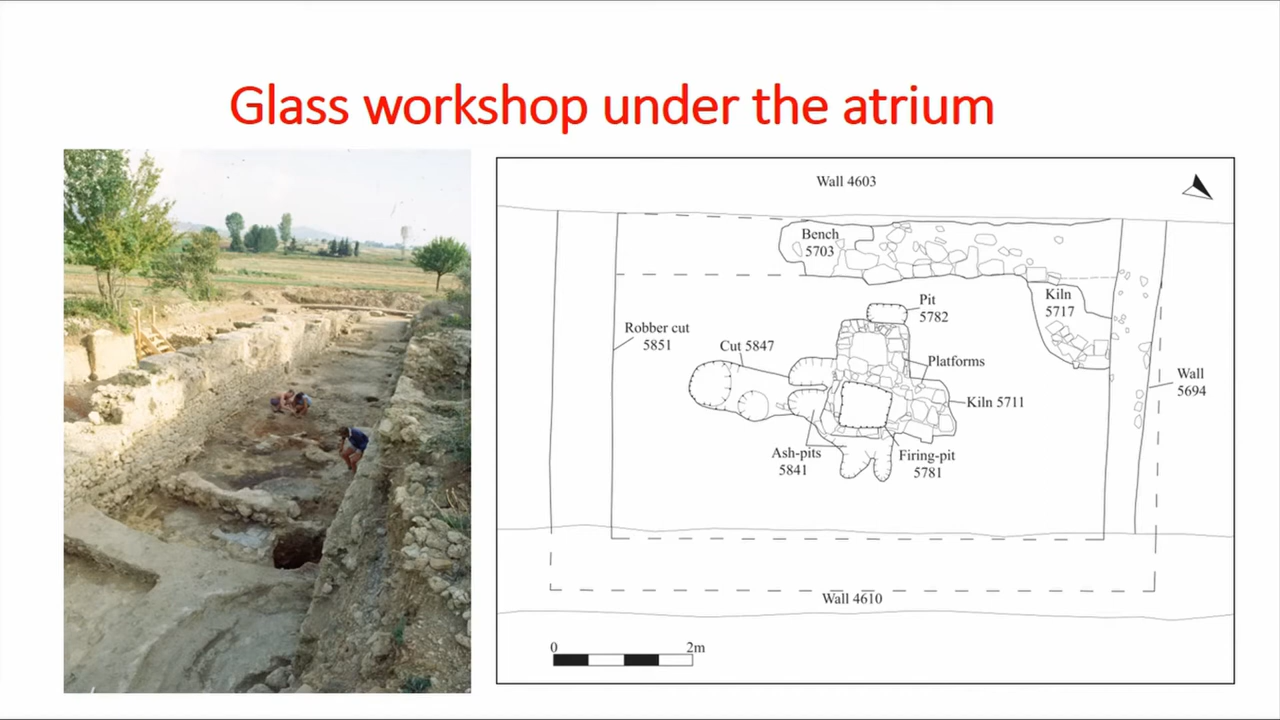 Glass workshop under the atrium
Wall 4603
Bench
5703
Pit
5782
Kiln
5717
Robber cut
5851
Cut 5847
Platforms
Wall
5694
Kiln 5711
Ash-pits
5841
Firing-pit
5781
Wall 4610
0 2m